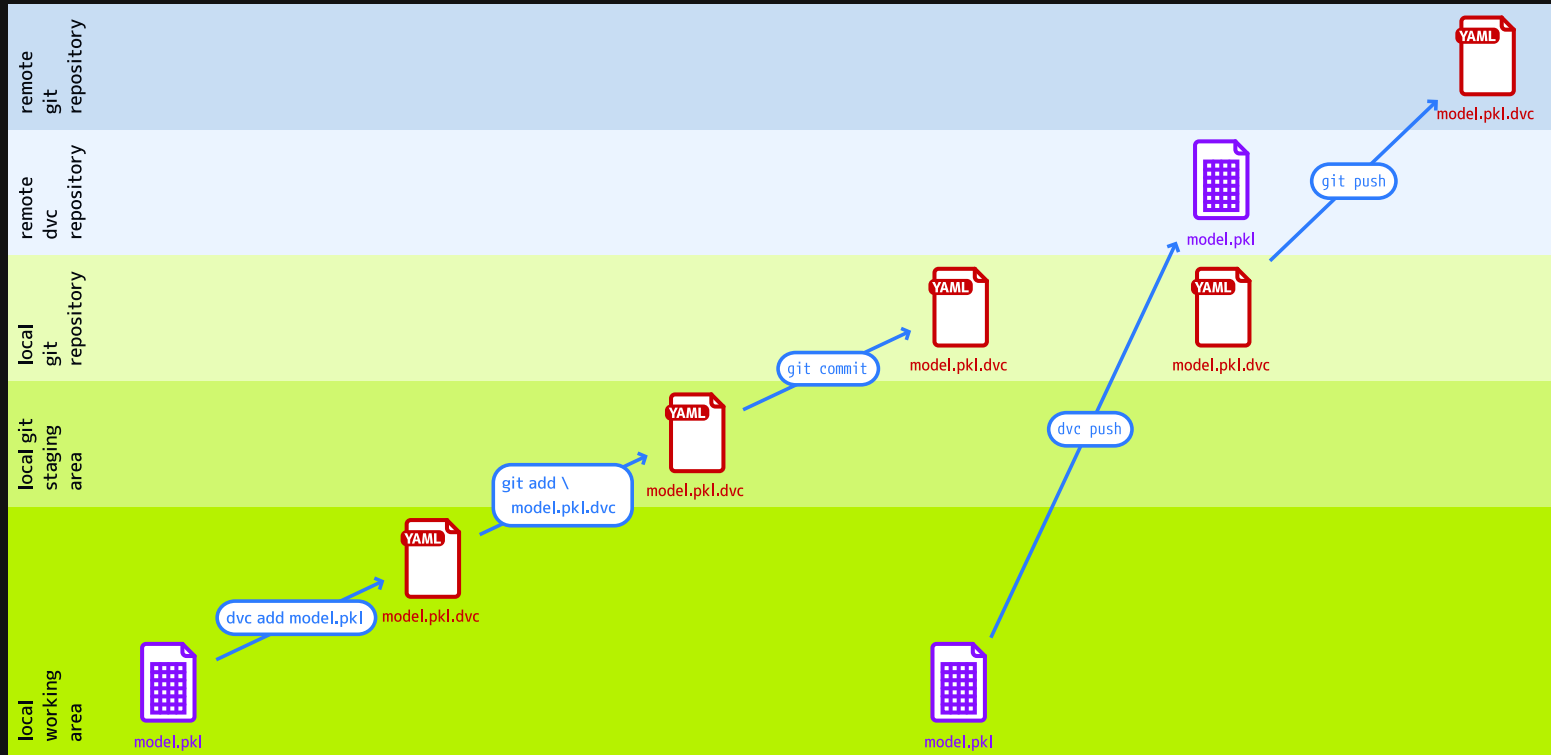 remote
git
repository
remote
dvc
repository
local
git
repository
local git
staging
area
local
working
area
model.pkl
dvc add model.pkl
YAML
model.pkl.dvc
git add \
model.pkl.dvc
YAML
model.pkl.dvc
git commit
YAML
model.pkl.dvc
model.pkl
dvc push
model.pkl
YAML
model.pkl.dvc
git push
YAML
model.pkl.dvc